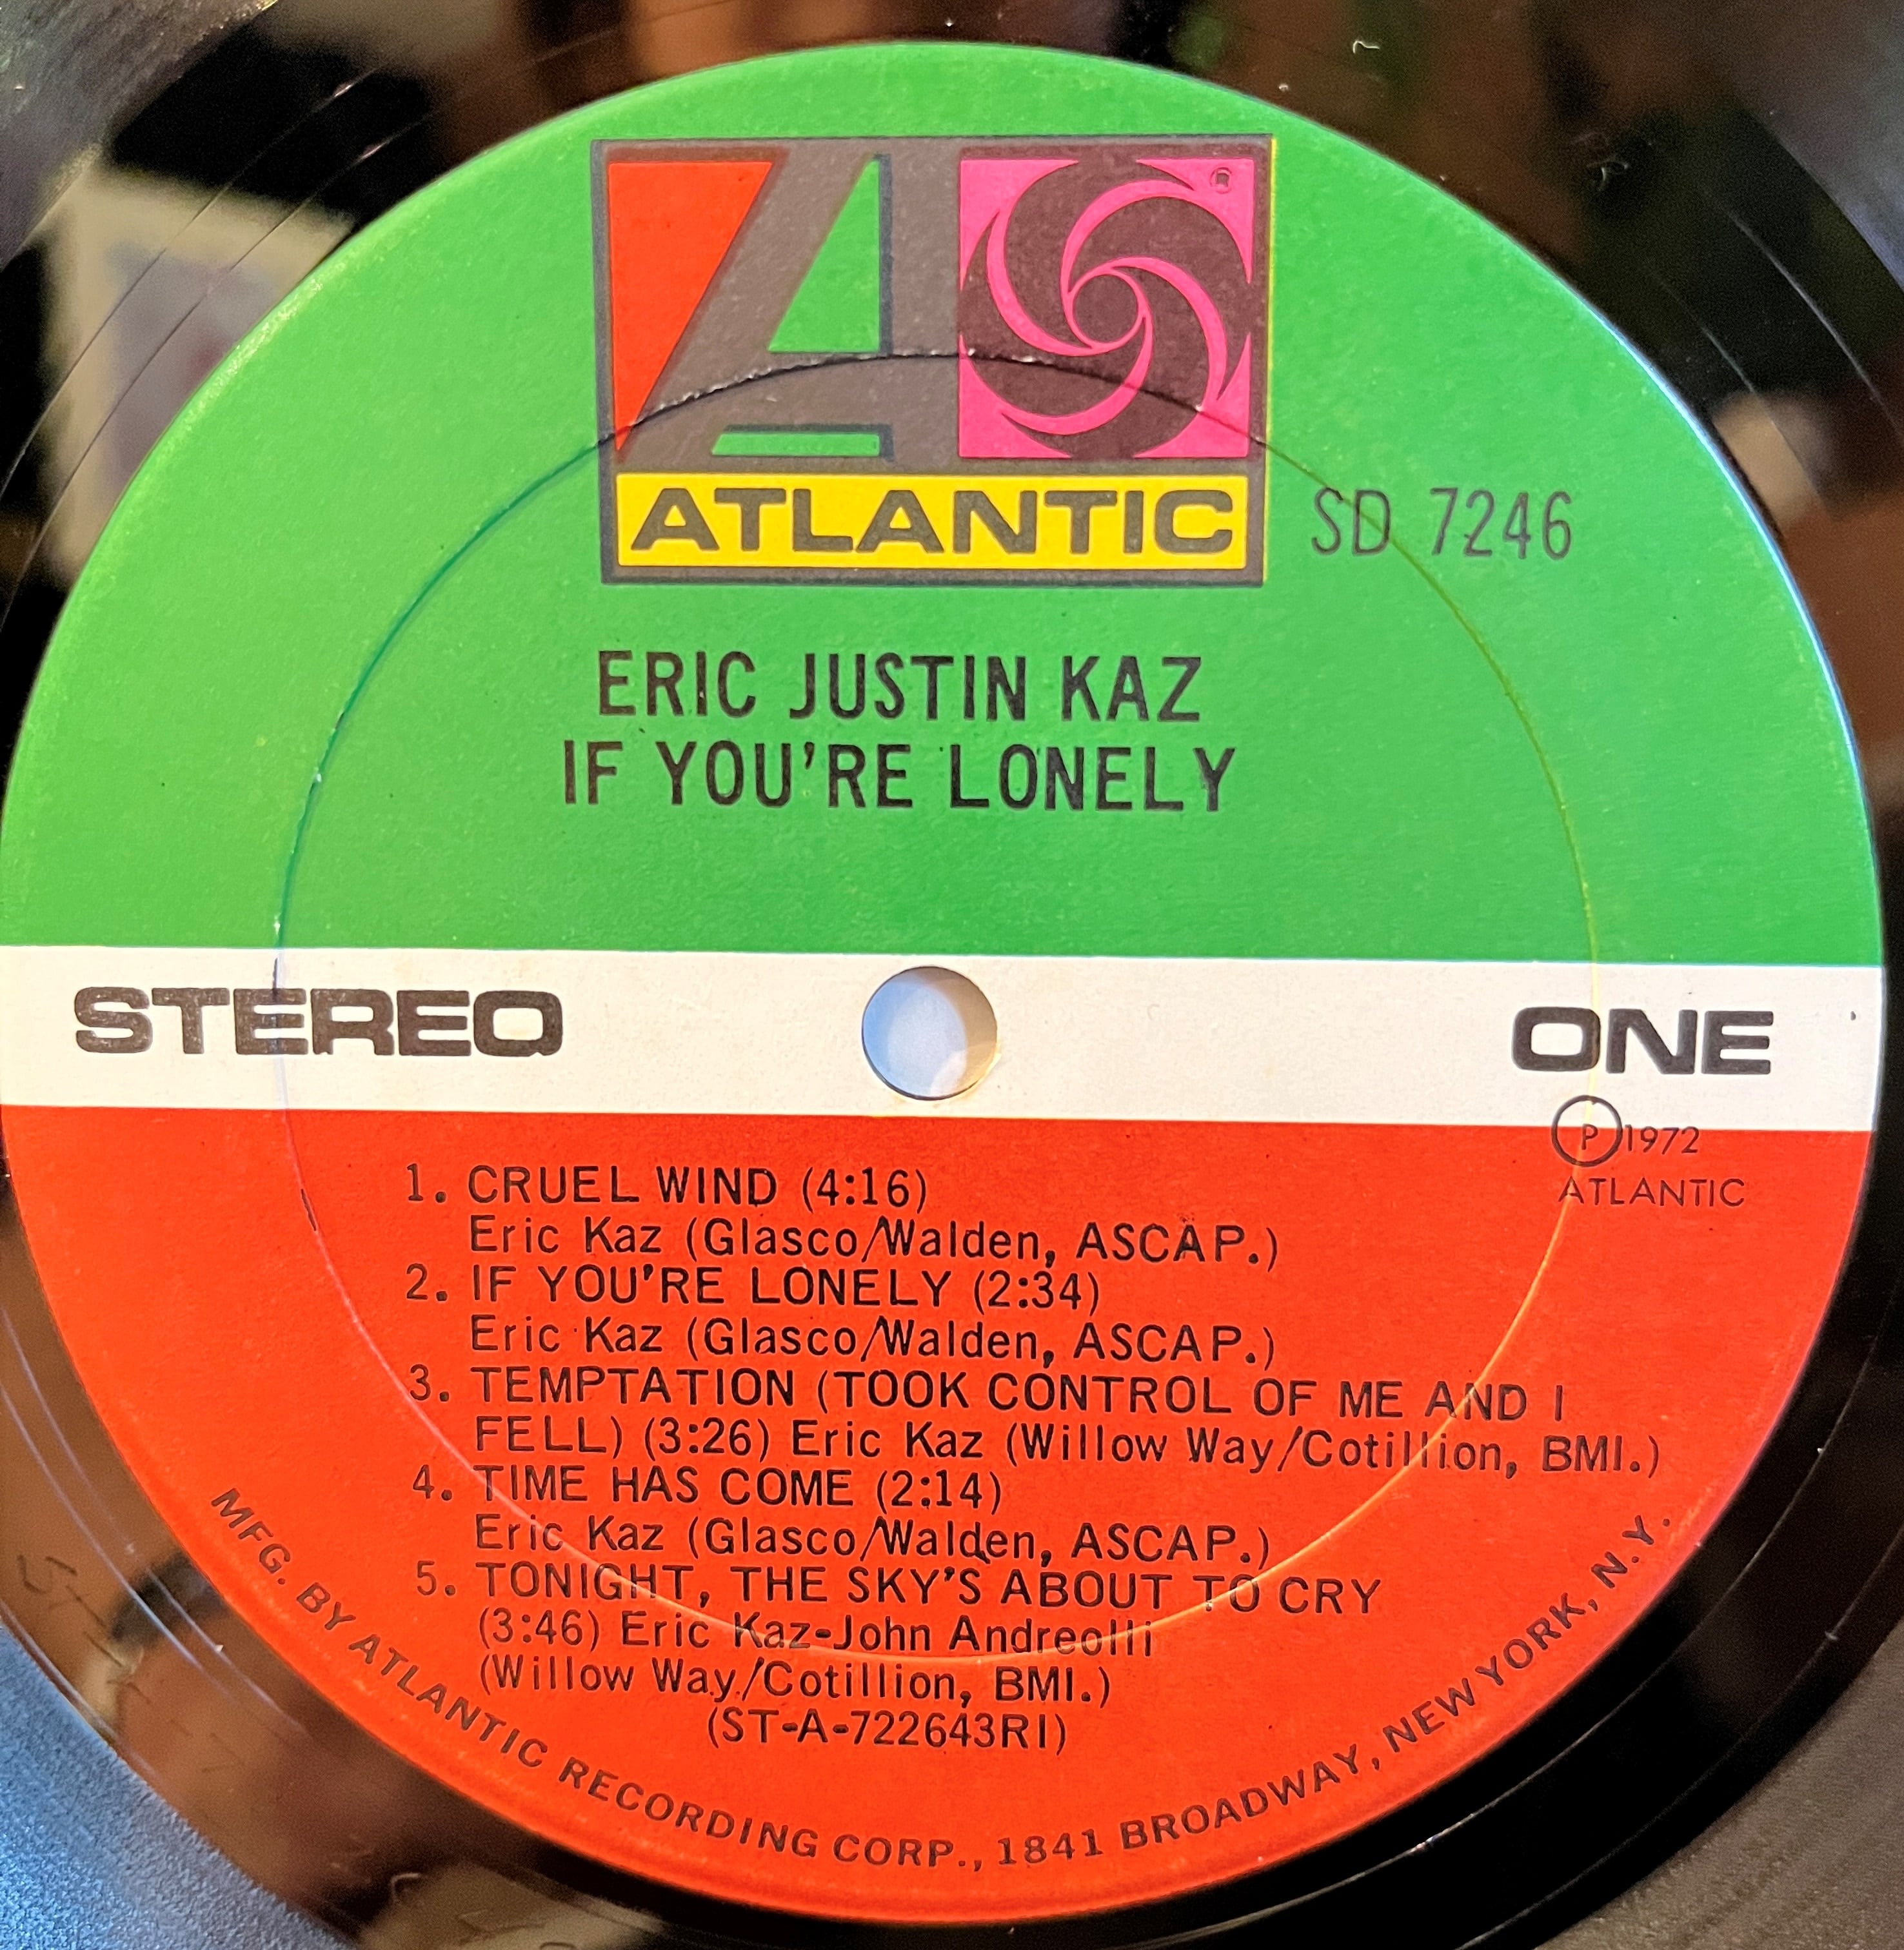 ATLANTIC
SD 7246
ERIC JUSTIN KAZ
IF YOU'RE LONELY
STEREO
ONE
Ⓟ1972
ATLANTIC
1. CRUEL WIND (4:16)
Eric Kaz (Glasco/Walden, ASCAP.)
2. IF YOU'RE LONELY (2:34)
Eric Kaz (Glasco/Walden, ASCAP.)
3. TEMPTATION (TOOK CONTROL OF ME AND I
FELL) (3:26) Eric Kaz (Willow Way/Cotillion, BMI.)
4. TIME HAS COME (2:14)
Eric Kaz (Glasco/Walden, ASCAP.)
5. TONIGHT, THE SKY'S ABOUT TO CRY
(3:46) Eric Kaz-John Andreolli
(Willow Way/Cotillion, BMI.)
(ST-A-722643RI)
MFG. BY ATLANTIC RECORDING CORP., 1841 BROADWAY, NEW YORK, N.Y.